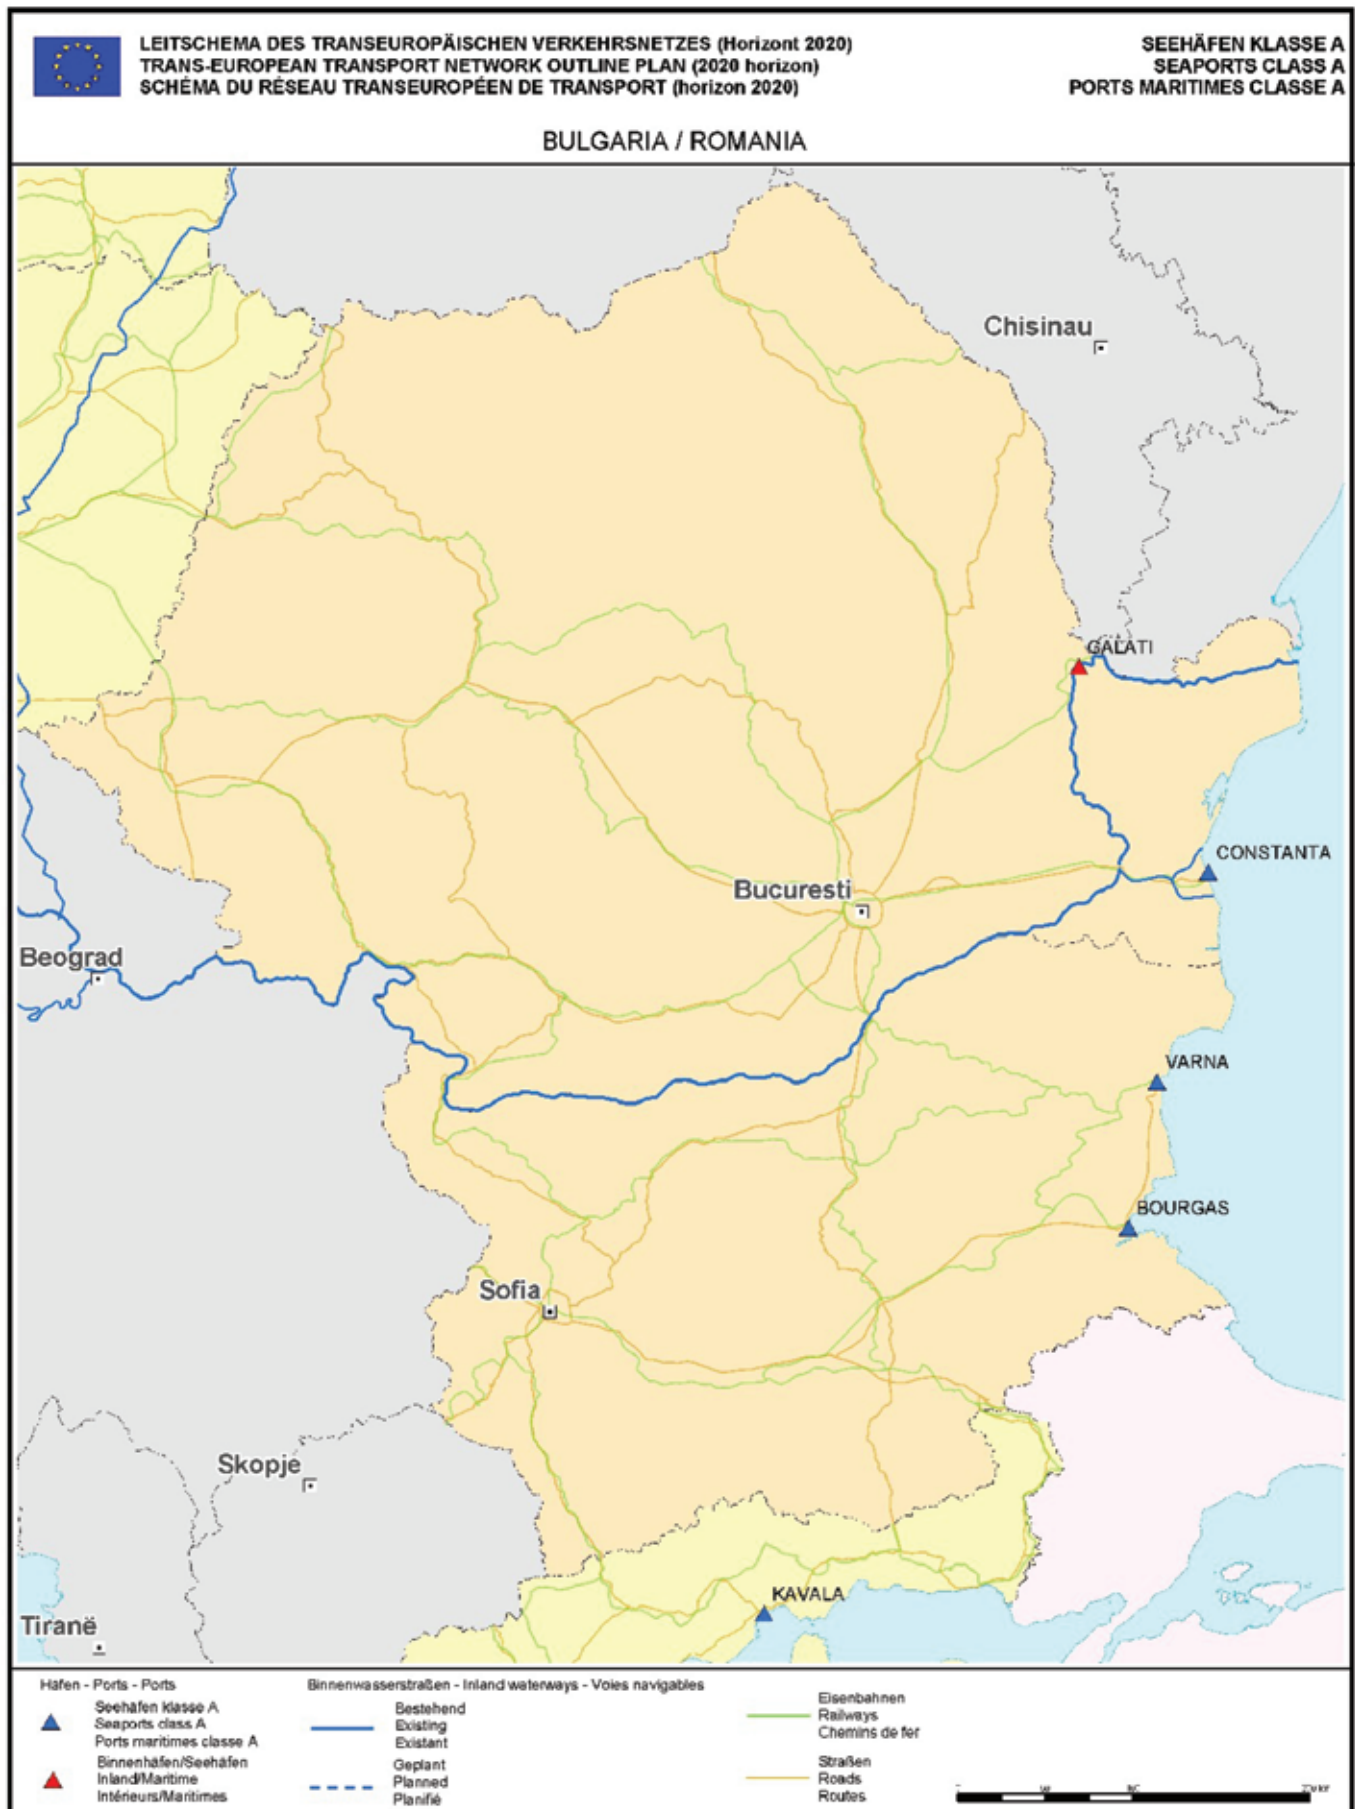 LEITSCHEMA DES TRANSEUROPÄISCHEN VERKEHRSNETZES (Horizont 2020)
TRANS-EUROPEAN TRANSPORT NETWORK OUTLINE PLAN (2020 horizon)
SCHÉMA DU RÉSEAU TRANSEUROPÉEN DE TRANSPORT (horizon 2020)
SEEHÄFEN KLASSE A
SEAPORTS CLASS A
PORTS MARITIMES CLASSE A
BULGARIA / ROMANIA
Chisinau
GALATI
CONSTANTA
Bucuresti
Beograd
VARNA
BOURGAS
Sofia
Skopje
KAVALA
Tiranë
Häfen - Ports - Ports
Seehäfen klasse A
Seaports class A
Ports maritimes classe A
Binnenhäfen/Seehäfen
Inland/Maritime
Intérieurs/Maritimes
Binnenwasserstraßen - Inland waterways - Voies navigables
Bestehend
Existing
Existant
Geplant
Planned
Planifié
Eisenbahnen
Railways
Chemins de fer
Straßen
Roads
Routes